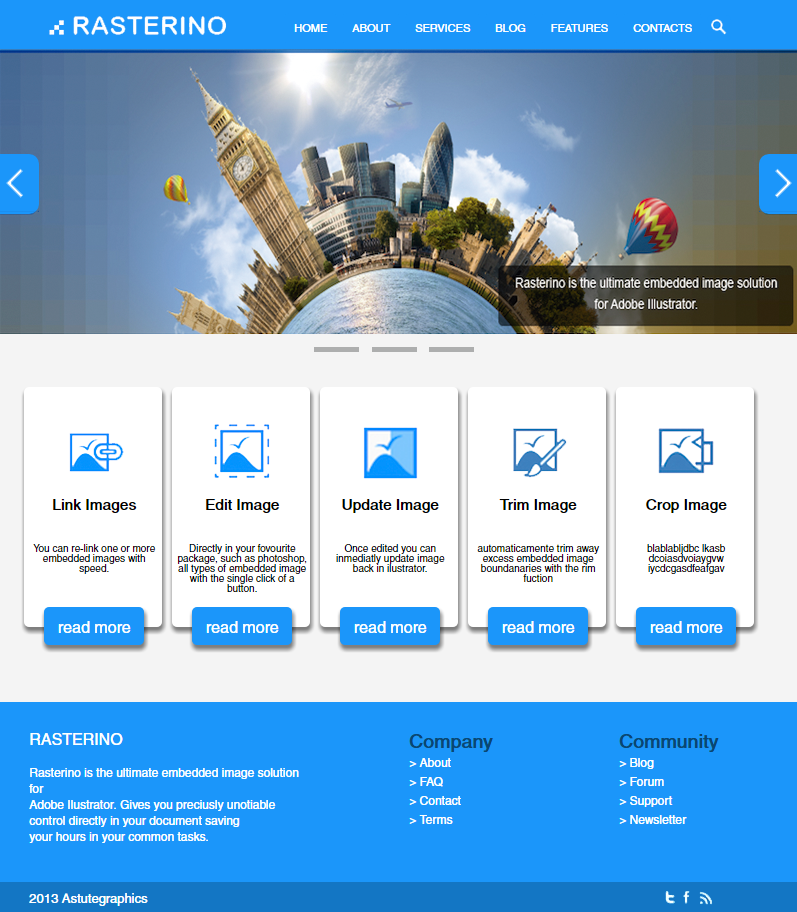 RASTERINO
HOME ABOUT SERVICES BLOG FEATURES CONTACTS
Rasterino is the ultimate embedded image solution
for Adobe Illustrator.
Link Images
You can re-link one or more
embedded images with
speed.
read more
Edit Image
Directly in your fovourite
package, such as photoshop,
all types of embedded image
with the single click of a
button.
read more
Update Image
Once edited you can
inmediatly update image
back in ilustrator.
read more
Trim Image
automaticamente trim away
excess embedded image
boundanaries with the rim
fuction
read more
Crop Image
blablabljdbc lkasb
dcoiasdvoiaygvw
iycdcgasdfeafgav
read more
RASTERINO
Rasterino is the ultimate embedded image solution
for
Adobe Ilustrator. Gives you preciusly unotiable
control directly in your document saving
your hours in your common tasks.
Company
> About
> FAQ
> Contact
> Terms
Community
> Blog
> Forum
> Support
> Newsletter
2013 Astutegraphics